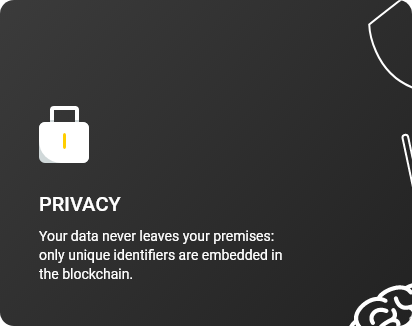 PRIVACY
Your data never leaves your premises:
only unique identifiers are embedded in
the blockchain.